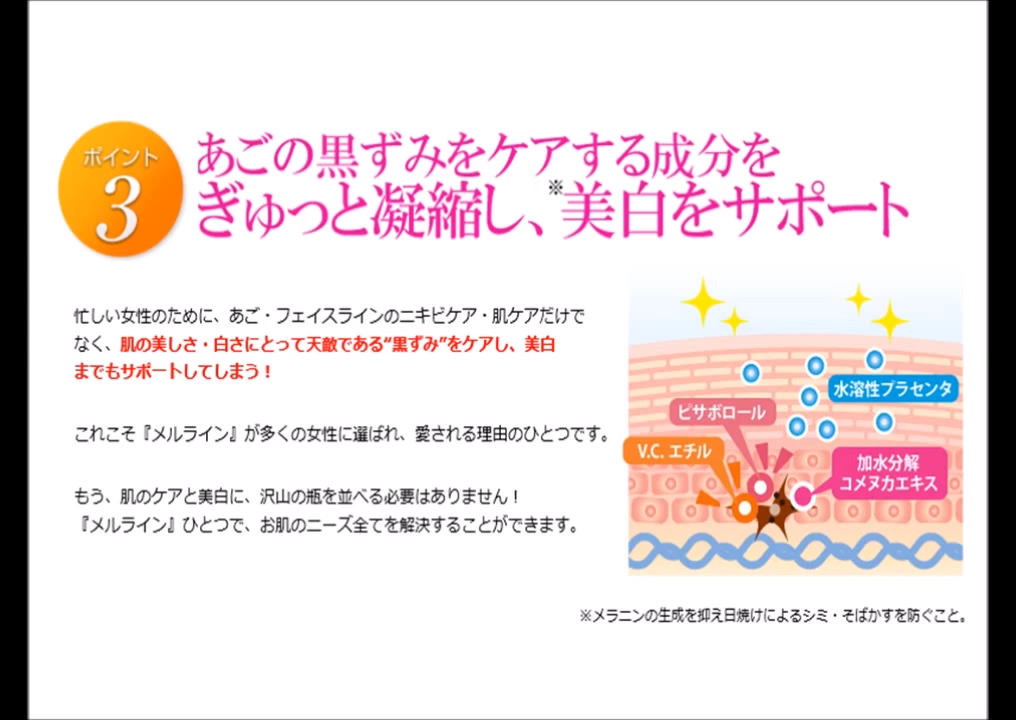 ポイント
3
あごの黒ずみをケアする成分を
ぎゅっと凝縮し、※美白をサポート
忙しい女性のために、あご・フェイスラインのニキビケア・肌ケアだけで
なく、肌の美しさ・白さにとって天敵である“黒ずみ”をケアし、美白
までもサポートしてしまう！
これこそ『メルライン』が多くの女性に選ばれ、愛される理由のひとつです。
もう、肌のケアと美白に、沢山の瓶を並べる必要はありません！
『メルライン』ひとつで、お肌のニーズ全てを解決することができます。
水溶性プラセンタ
ビサボロール
V.C. エチル
加水分解
コメヌカエキス
※メラニンの生成を抑え日焼けによるシミ・そばかすを防ぐこと。